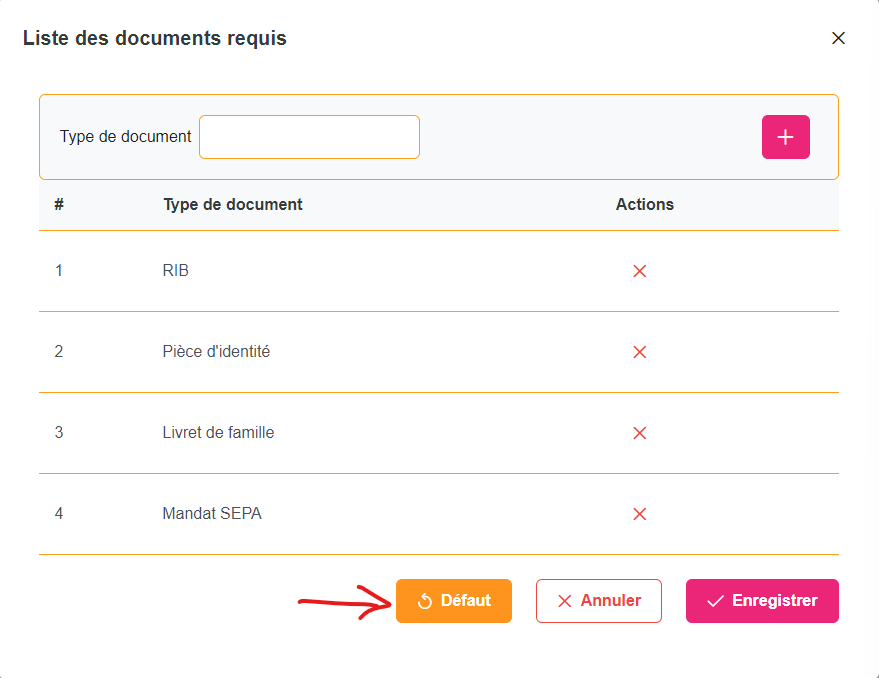 Liste des documents requis
Type de document
# Type de document Actions
1 RIB
2 Pièce d'identité
3 Livret de famille
4 Mandat SEPA
Défaut Annuler Enregistrer